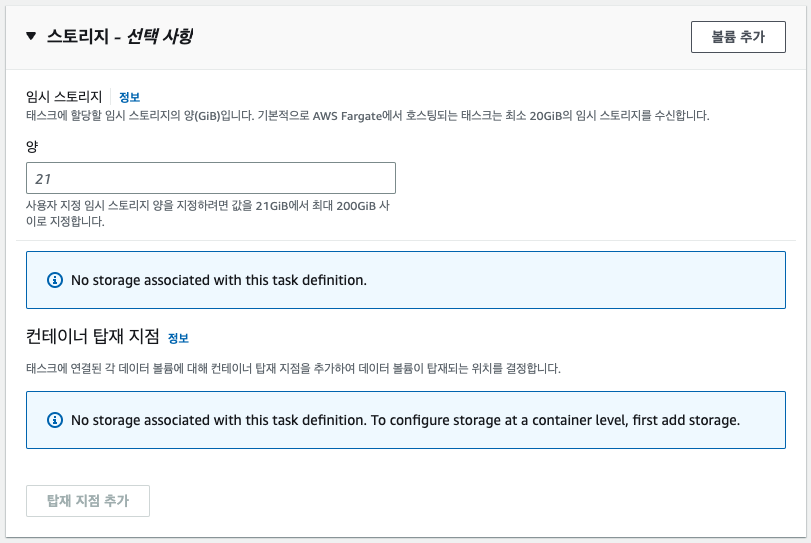 스토리지 - 선택 사항
볼륨 추가
임시 스토리지
정보
태스크에 할당할 임시 스토리지의 양(GiB)입니다. 기본적으로 AWS Fargate에서 호스팅되는 태스크는 최소 20GiB의 임시 스토리지를 수신합니다.
양
21
사용자 지정 임시 스토리지 양을 지정하려면 값을 21GiB에서 최대 200GiB 사
이로 지정합니다.
No storage associated with this task definition.
컨테이너 탑재 지점 정보
태스크에 연결된 각 데이터 볼륨에 대해 컨테이너 탑재 지점을 추가하여 데이터 볼륨이 탑재되는 위치를 결정합니다.
No storage associated with this task definition. To configure storage at a container level, first add storage.
탑재 지점 추가